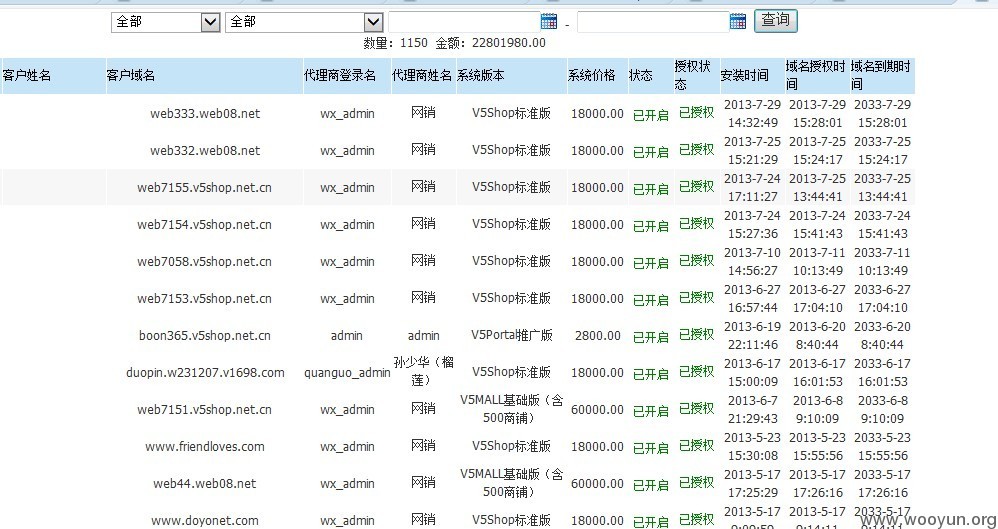 全部 全部 - 查询
数量：1150 金额：22801980.00
客户姓名 客户域名 代理商登录名 代理商姓名 系统版本 系统价格 状态 授权状态 安装时间 域名授权时间 域名到期时间
web333.web08.net wx_admin 网销 V5Shop标准版 18000.00 已开启 已授权 2013-7-29 14:32:49 2013-7-29 15:28:01 2033-7-29 15:28:01
web332.web08.net wx_admin 网销 V5Shop标准版 18000.00 已开启 已授权 2013-7-25 15:21:29 2013-7-25 15:24:17 2033-7-25 15:24:17
web7155.v5shop.net.cn wx_admin 网销 V5Shop标准版 18000.00 已开启 已授权 2013-7-24 17:11:27 2013-7-25 13:44:41 2033-7-25 13:44:41
web7154.v5shop.net.cn wx_admin 网销 V5Shop标准版 18000.00 已开启 已授权 2013-7-24 15:27:36 2013-7-24 15:41:43 2033-7-24 15:41:43
web7058.v5shop.net.cn wx_admin 网销 V5Shop标准版 18000.00 已开启 已授权 2013-7-10 14:56:27 2013-7-11 10:13:49 2033-7-11 10:13:49
web7153.v5shop.net.cn wx_admin 网销 V5Shop标准版 18000.00 已开启 已授权 2013-6-27 16:57:44 2013-6-27 17:04:10 2033-6-27 17:04:10
boon365.v5shop.net.cn admin admin V5Portal推广版 2800.00 已开启 已授权 2013-6-19 22:11:46 2013-6-20 8:40:44 2033-6-20 8:40:44
duopin.w231207.v1698.com quanguo_admin 孙少华（榴莲） V5Shop标准版 18000.00 已开启 已授权 2013-6-17 15:00:09 2013-6-17 16:01:53 2033-6-17 16:01:53
web7151.v5shop.net.cn wx_admin 网销 V5MALL基础版（含500商铺） 60000.00 已开启 已授权 2013-6-7 21:29:43 2013-6-8 9:10:09 2033-6-8 9:10:09
www.friendloves.com wx_admin 网销 V5Shop标准版 18000.00 已开启 已授权 2013-5-23 15:30:08 2013-5-23 15:55:56 2033-5-23 15:55:56
web44.web08.net wx_admin 网销 V5MALL基础版（含500商铺） 60000.00 已开启 已授权 2013-5-17 17:25:29 2013-5-17 17:26:16 2033-5-17 17:26:16
www.doyonet.com wx_admin 网销 V5Shop标准版 18000.00 已开启 已授权 2013-5-17 2013-5-17 2033-5-17
www.wooyun.org